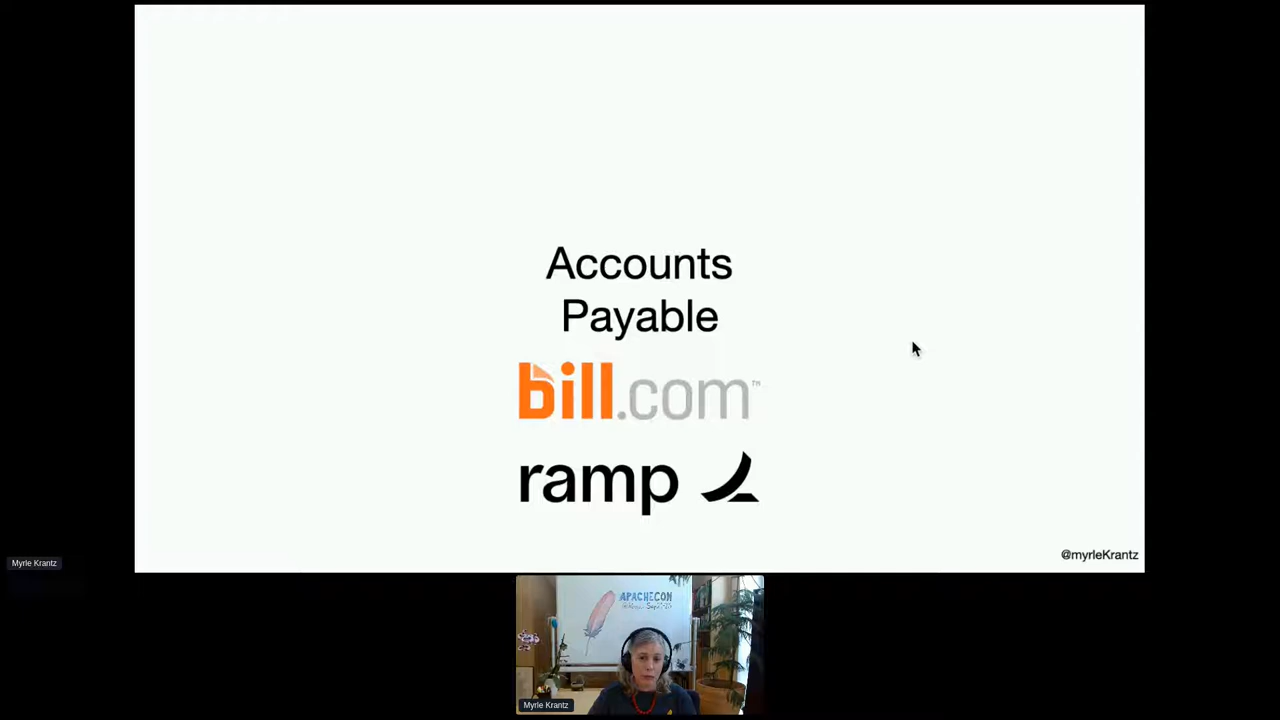 Accounts
Payable
bill.com™
ramp
@myrleKrantz
Myrle Krantz
APACHECON
Myrle Krantz